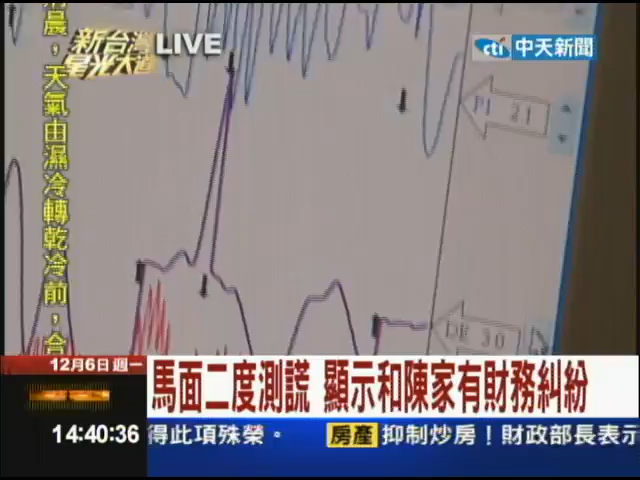 新台灣
星光大道
LIVE
cti 中天新聞
晨，天氣由濕冷轉乾冷前，
PI 21
30
12月6日 週一
馬面二度測謊 顯示和陳家有財務糾紛
14:40:36
得此項殊榮。 房產 抑制炒房！財政部長表示